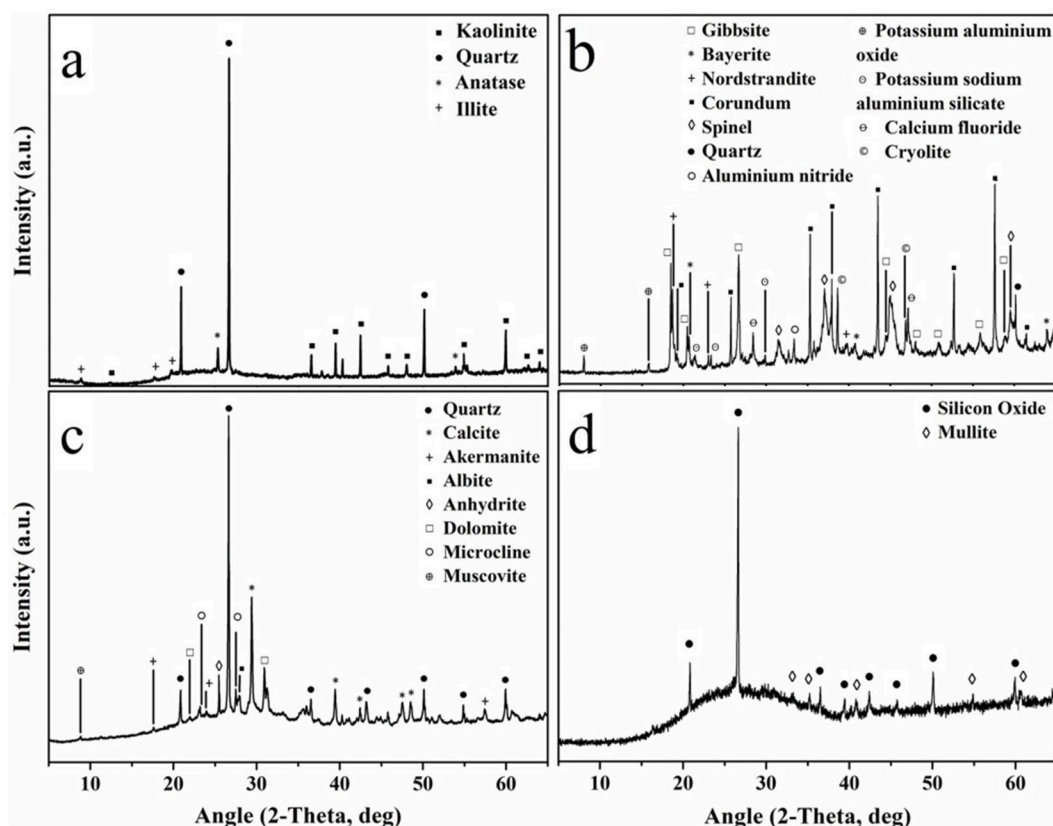 a
■ Kaolinite
● Quartz
* Anatase
+ Illite
Intensity (a.u.)
b
□ Gibbsite
* Bayerite
+ Nordstrandite
■ Corundum
◊ Spinel
● Quartz
○ Aluminium nitride
⊕ Potassium aluminium
oxide
⊙ Potassium sodium
aluminium silicate
⊖ Calcium fluoride
© Cryolite
c
● Quartz
* Calcite
+ Akermanite
■ Albite
◊ Anhydrite
□ Dolomite
○ Microcline
⊕ Muscovite
Intensity (a.u.)
10 20 30 40 50 60
Angle (2-Theta, deg)
d
● Silicon Oxide
◊ Mullite
10 20 30 40 50 60
Angle (2-Theta, deg)